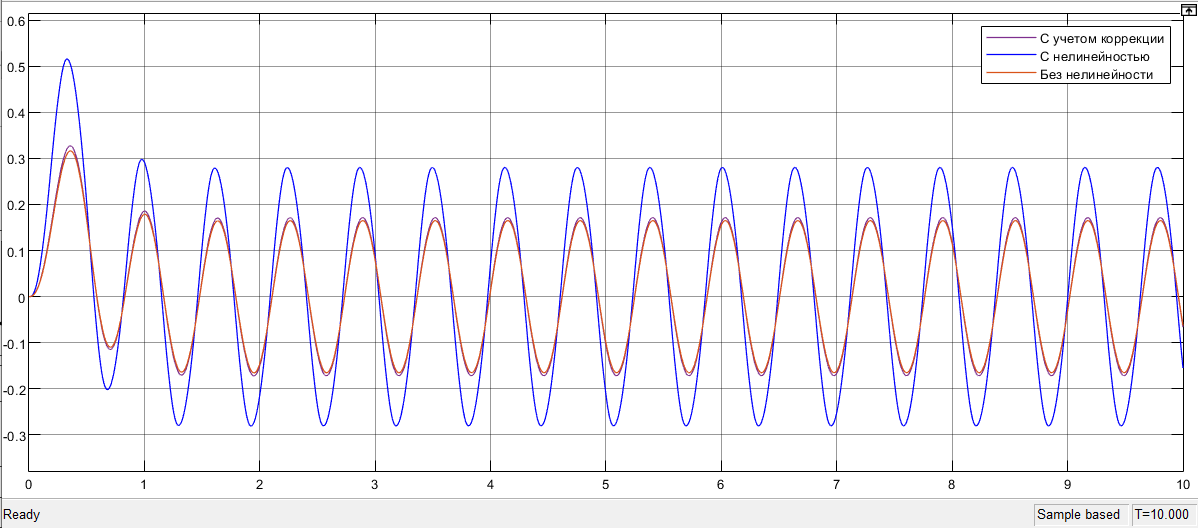 0.6
0.5
0.4
0.3
0.2
0.1
0
-0.1
-0.2
-0.3
С учетом коррекции
С нелинейностью
Без нелинейности
0 1 2 3 4 5 6 7 8 9 10
Ready Sample based T=10.000